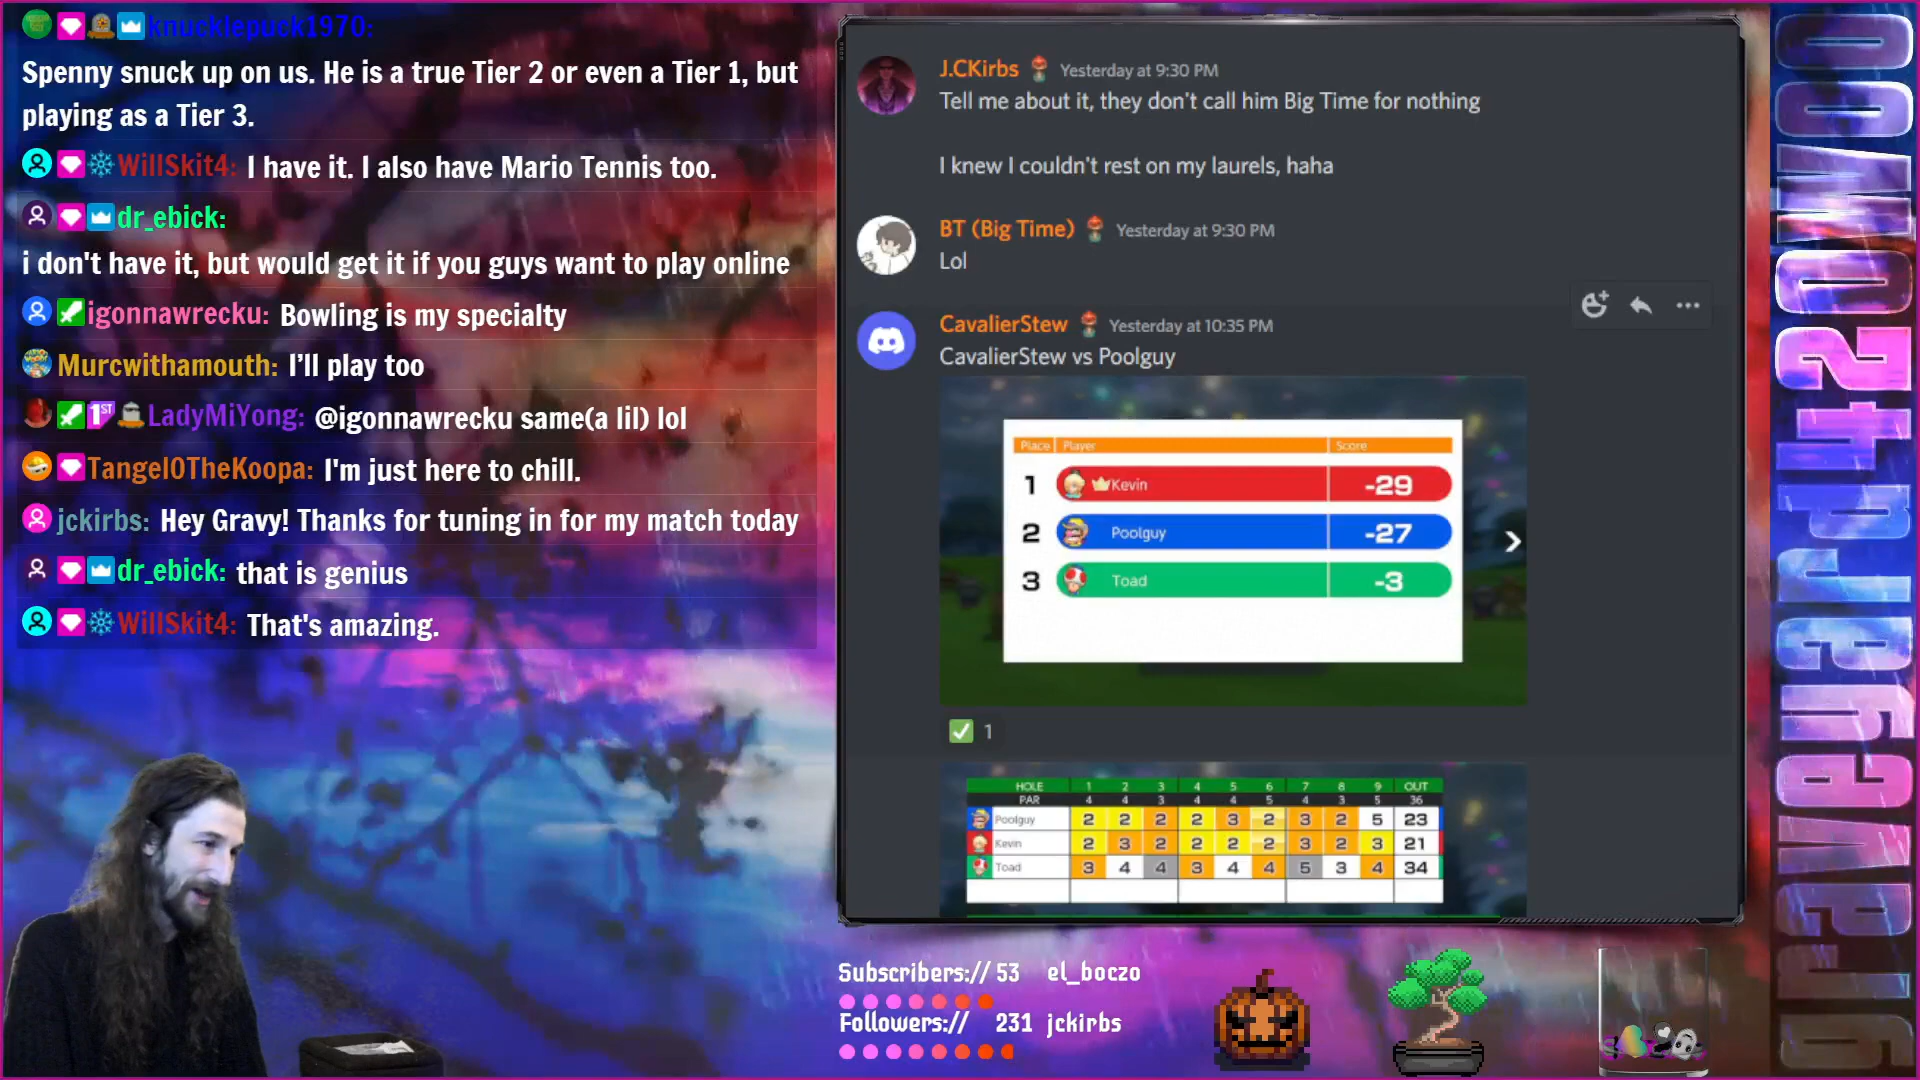 knucklepuck1970:
Spenny snuck up on us. He is a true Tier 2 or even a Tier 1, but
playing as a Tier 3.
WillSkit4: I have it. I also have Mario Tennis too.
dr_ebick:
i don't have it, but would get it if you guys want to play online
igonnawrecku: Bowling is my specialty
Murcwithamouth: I'll play too
1ST LadyMiYong: @igonnawrecku same(a lil) lol
TangelOTheKoopa: I'm just here to chill.
jckirbs: Hey Gravy! Thanks for tuning in for my match today
dr_ebick: that is genius
WillSkit4: That's amazing.
J.CKirbs Yesterday at 9:30 PM
Tell me about it, they don't call him Big Time for nothing
I knew I couldn't rest on my laurels, haha
BT (Big Time) Yesterday at 9:30 PM
Lol
CavalierStew Yesterday at 10:35 PM
CavalierStew vs Poolguy
Place Player Score
1 Kevin -29
2 Poolguy -27
3 Toad -3
1
HOLE 1 2 3 4 5 6 7 8 9 OUT
PAR 4 4 3 4 4 5 4 3 5 36
Poolguy 2 2 2 2 3 2 3 2 5 23
Kevin 2 3 2 2 2 2 3 2 3 21
Toad 3 4 4 3 4 4 5 3 4 34
Subscribers:// 53 el_boczo
Followers:// 231 jckirbs